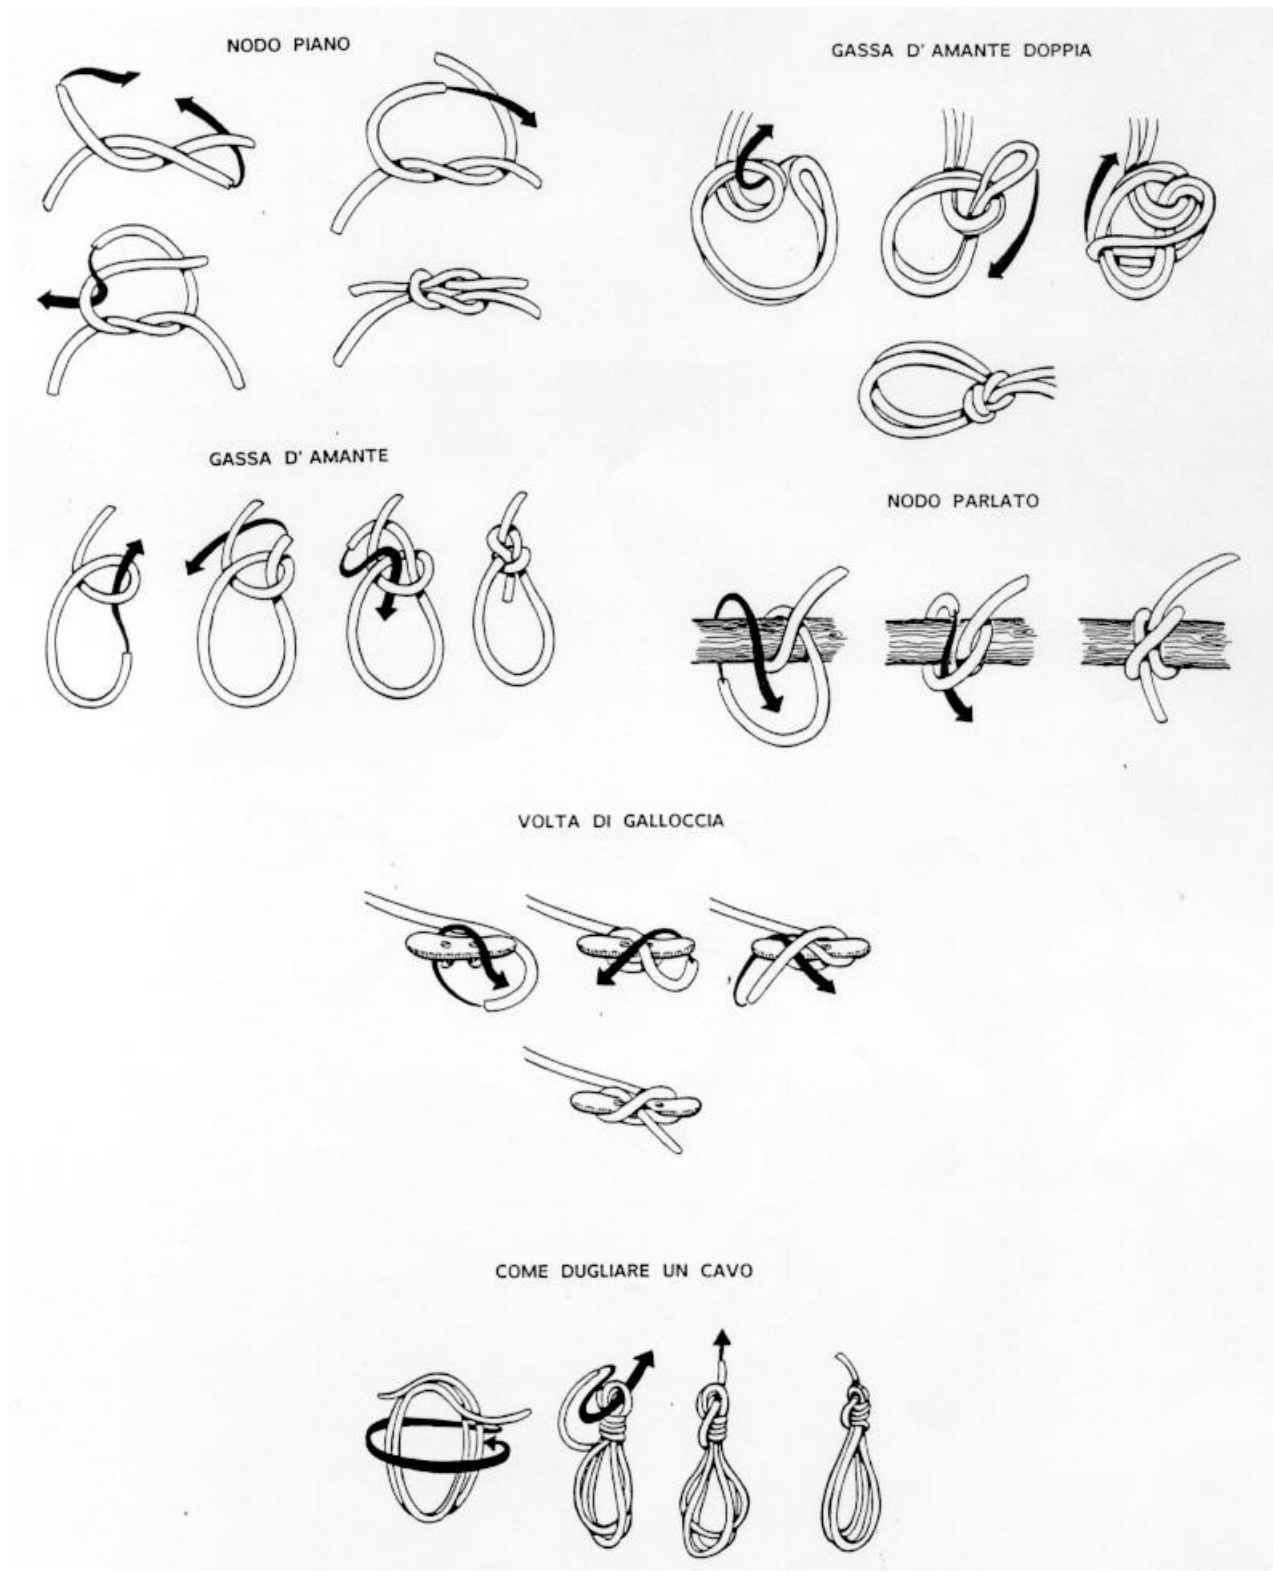 NODO PIANO
GASSA D' AMANTE DOPPIA
GASSA D' AMANTE
NODO PARLATO
VOLTA DI GALLOCCIA
COME DUGLIARE UN CAVO